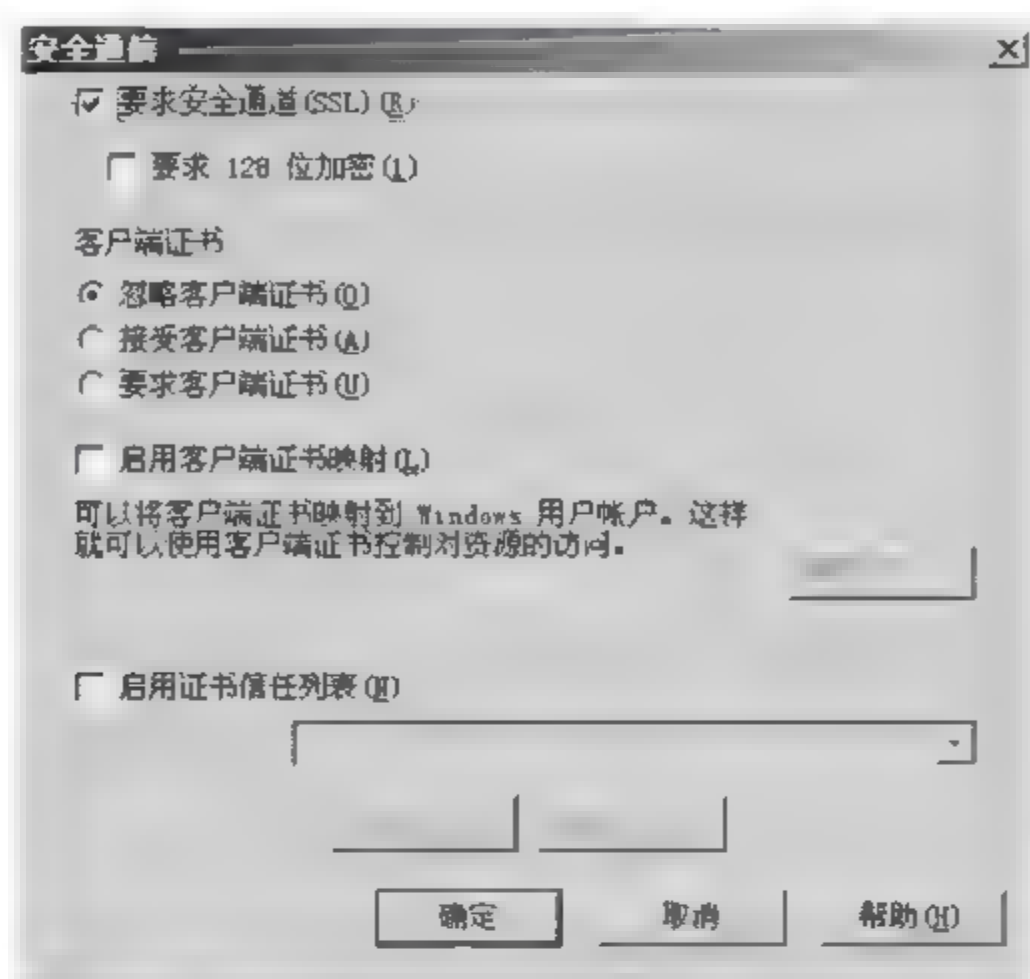 安全通信
要求安全通道(SSL)(R)
要求 128 位加密(1)
客户端证书
忽略客户端证书(O)
接受客户端证书(A)
要求客户端证书(U)
启用客户端证书映射(L)
可以将客户端证书映射到 Windows 用户帐户。这样
就可以使用客户端证书控制对资源的访问。
启用证书信任列表(N)
确定 取消 帮助(H)